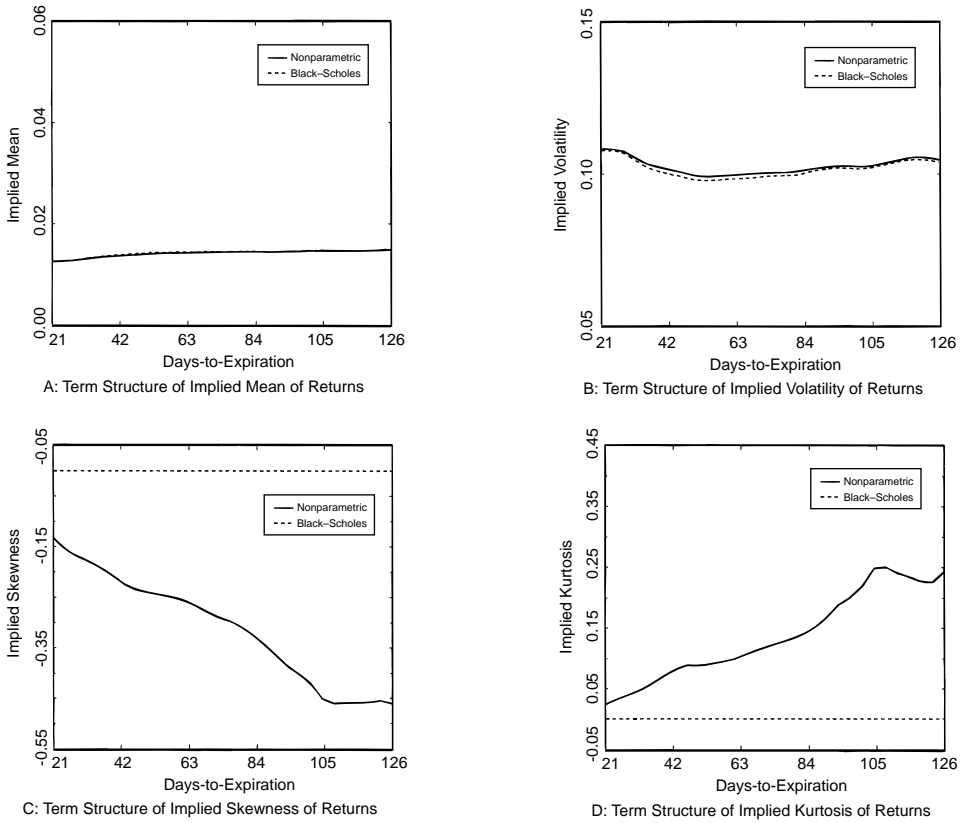 0.06
0.04
0.02
0.00
Implied Mean
Nonparametric
Black–Scholes
21 42 63 84 105 126
Days-to-Expiration
A: Term Structure of Implied Mean of Returns
0.15
0.10
0.05
Implied Volatility
Nonparametric
Black–Scholes
21 42 63 84 105 126
Days-to-Expiration
B: Term Structure of Implied Volatility of Returns
-0.05
-0.15
-0.35
-0.55
Implied Skewness
Nonparametric
Black–Scholes
21 42 63 84 105 126
Days-to-Expiration
C: Term Structure of Implied Skewness of Returns
0.45
0.35
0.25
0.15
0.05
-0.05
Implied Kurtosis
Nonparametric
Black–Scholes
21 42 63 84 105 126
Days-to-Expiration
D: Term Structure of Implied Kurtosis of Returns